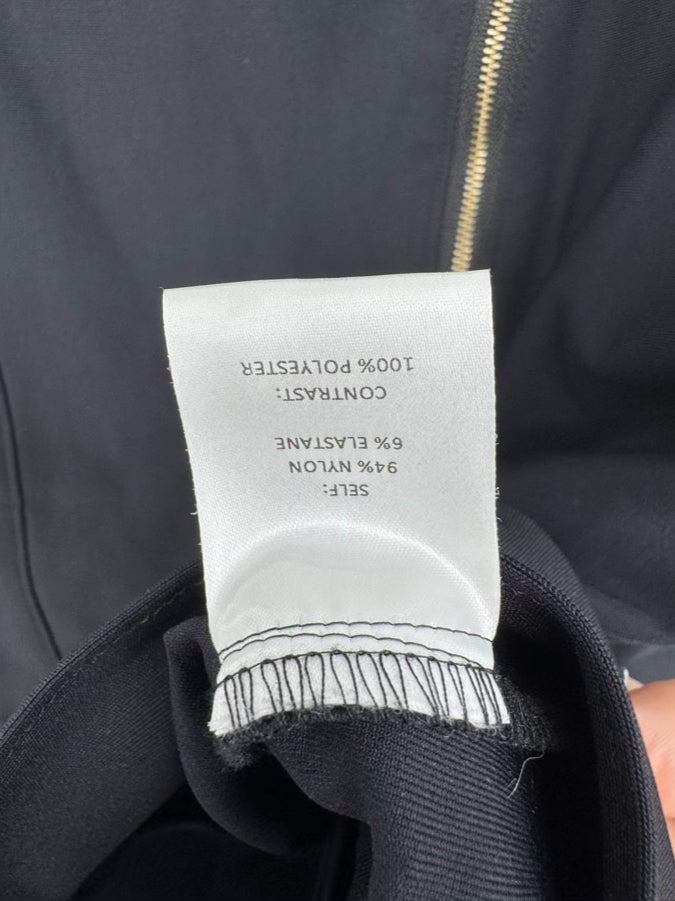 SELF:
94% NYLON
6% ELASTANE
CONTRAST:
100% POLYESTER